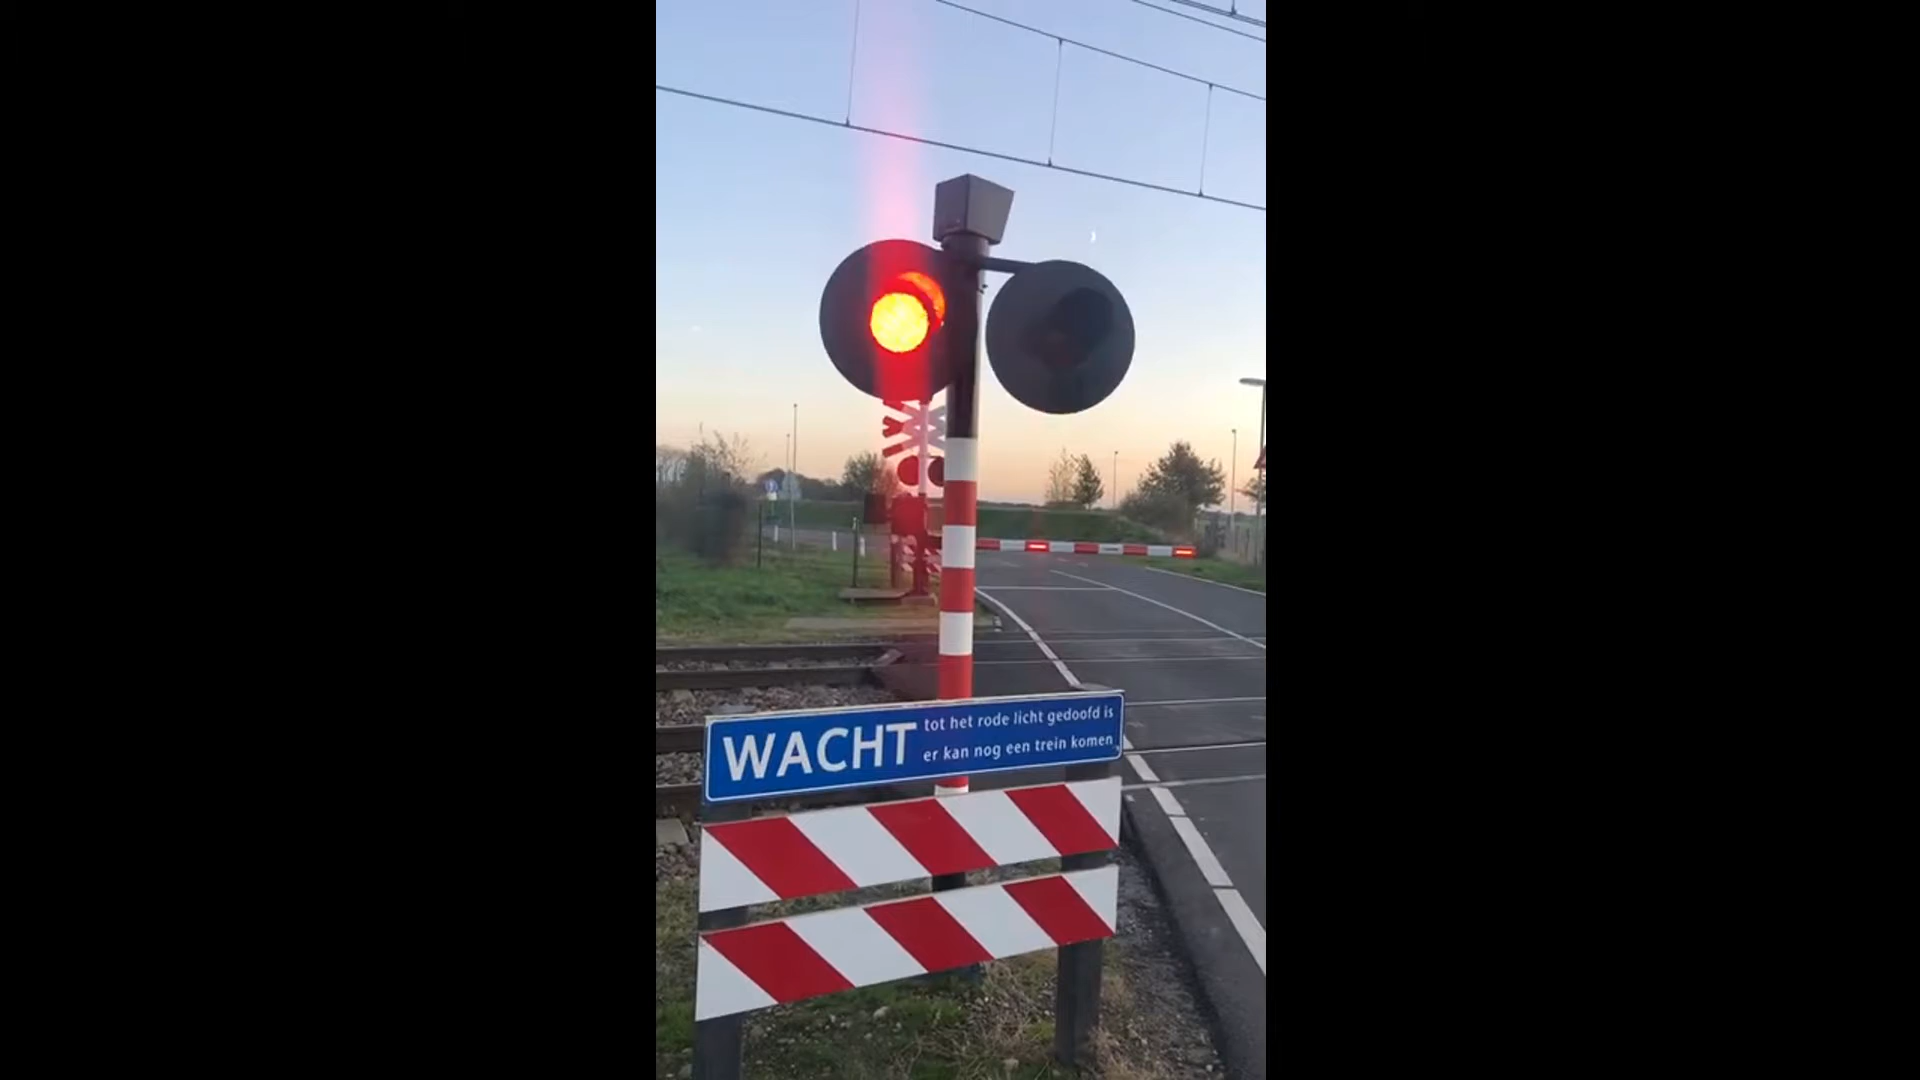 WACHT tot het rode licht gedoofd is
er kan nog een trein komen